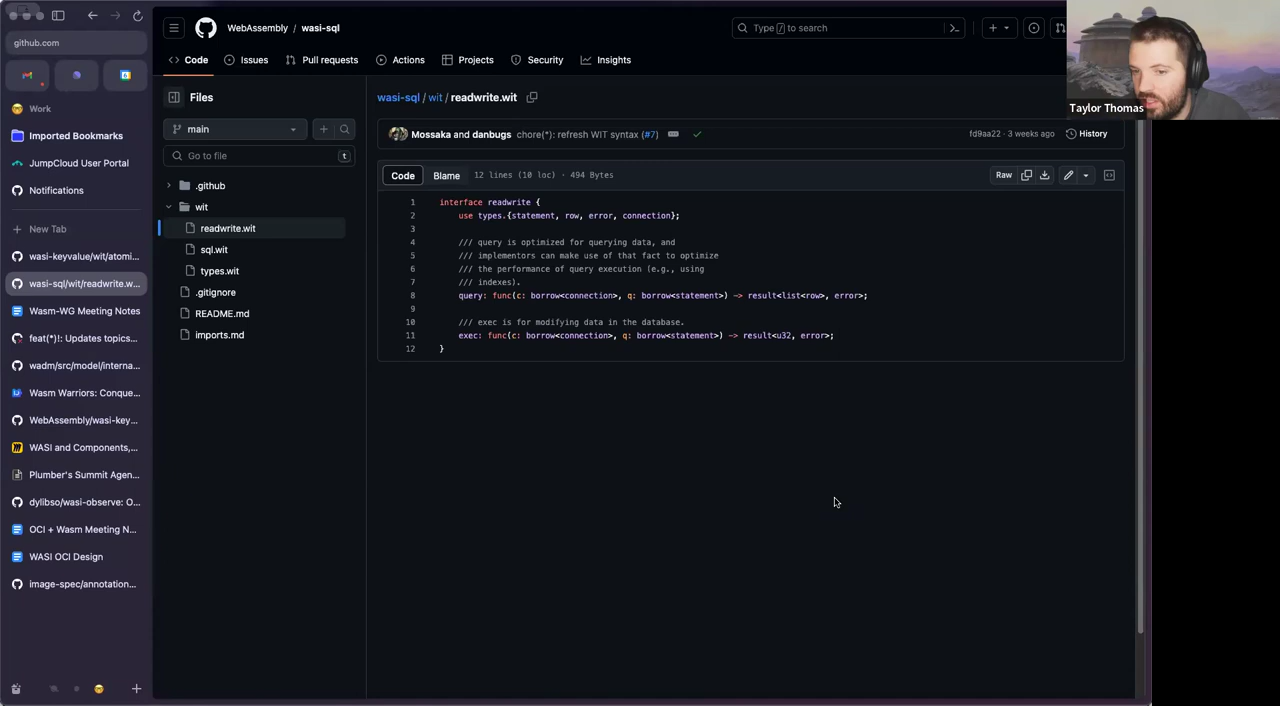 github.com
Work
Imported Bookmarks
JumpCloud User Portal
Notifications
New Tab
wasi-keyvalue/wit/atomi...
wasi-sql/wit/readwrite.w...
Wasm-WG Meeting Notes
feat(*)!: Updates topics...
wadm/src/model/interna...
Wasm Warriors: Conque...
WebAssembly/wasi-key...
WASI and Components,...
Plumber's Summit Agen...
dylibso/wasi-observe: O...
OCI + Wasm Meeting N...
WASI OCI Design
image-spec/annotation...
WebAssembly / wasi-sql
Type / to search
Code Issues Pull requests Actions Projects Security Insights
Files
main
Go to file t
.github
wit
readwrite.wit
sql.wit
types.wit
.gitignore
README.md
imports.md
wasi-sql / wit / readwrite.wit
Mossaka and danbugs chore(*): refresh WIT syntax (#7) fd9aa22 · 3 weeks ago History
Code Blame 12 lines (10 loc) · 494 Bytes Raw
1 interface readwrite {
2 use types.{statement, row, error, connection};
3
4 /// query is optimized for querying data, and
5 /// implementors can make use of that fact to optimize
6 /// the performance of query execution (e.g., using
7 /// indexes).
8 query: func(c: borrow<connection>, q: borrow<statement>) -> result<list<row>, error>;
9
10 /// exec is for modifying data in the database.
11 exec: func(c: borrow<connection>, q: borrow<statement>) -> result<u32, error>;
12 }
Taylor Thomas